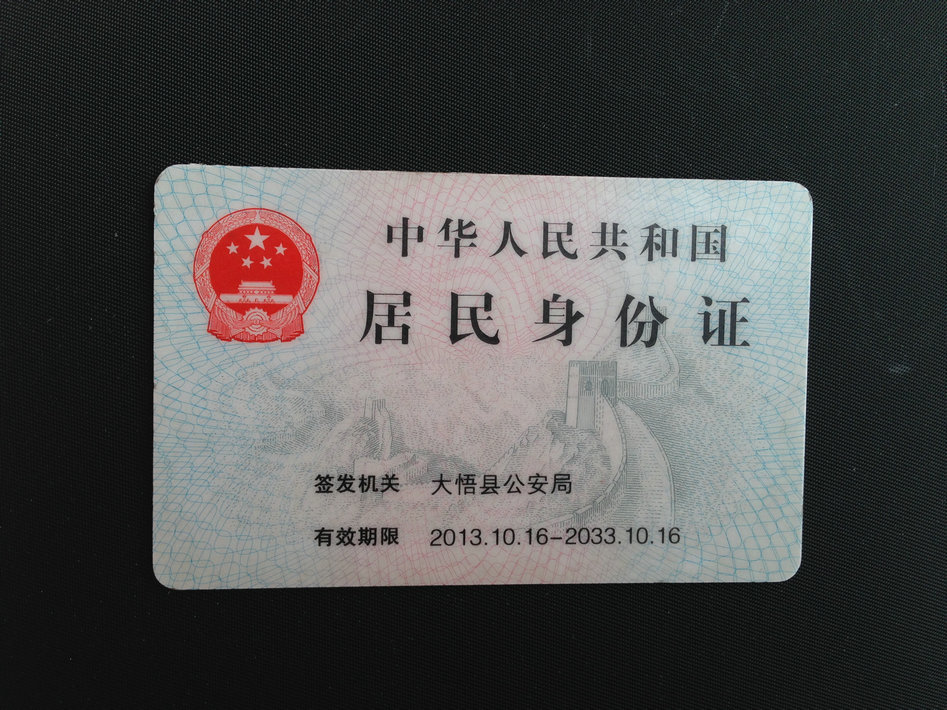 中华人民共和国
居民身份证
签发机关 大悟县公安局
有效期限 2013.10.16-2033.10.16